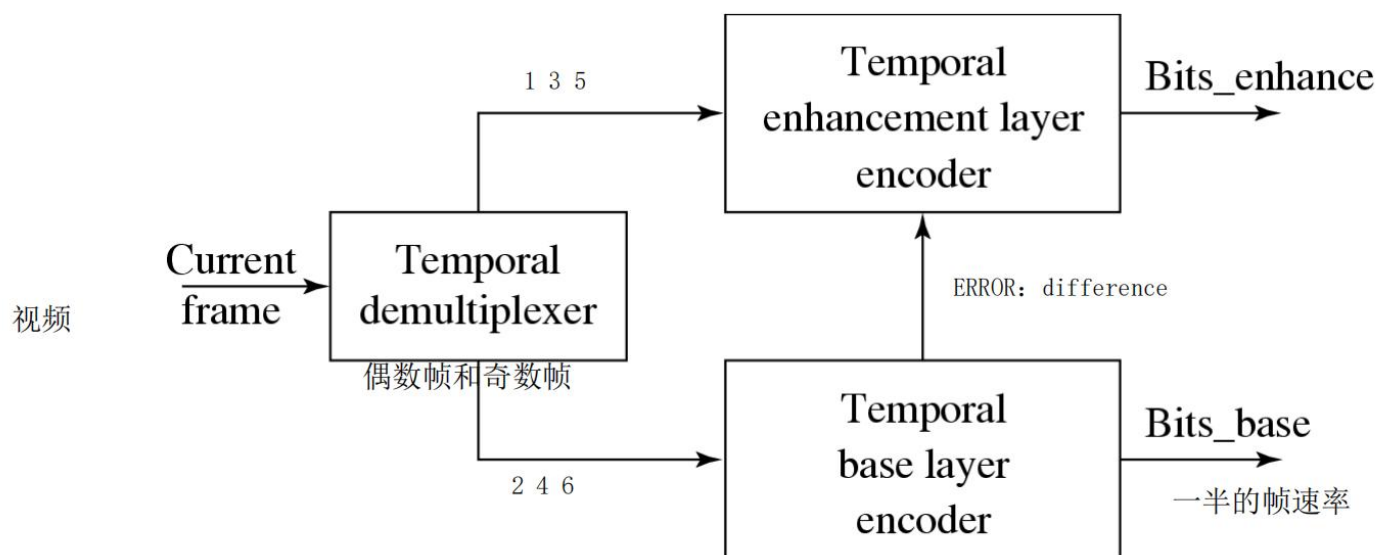 1 3 5
Temporal
enhancement layer
encoder
Bits_enhance
Current
frame
视频
Temporal
demultiplexer
偶数帧和奇数帧
ERROR: difference
2 4 6
Temporal
base layer
encoder
Bits_base
一半的帧速率